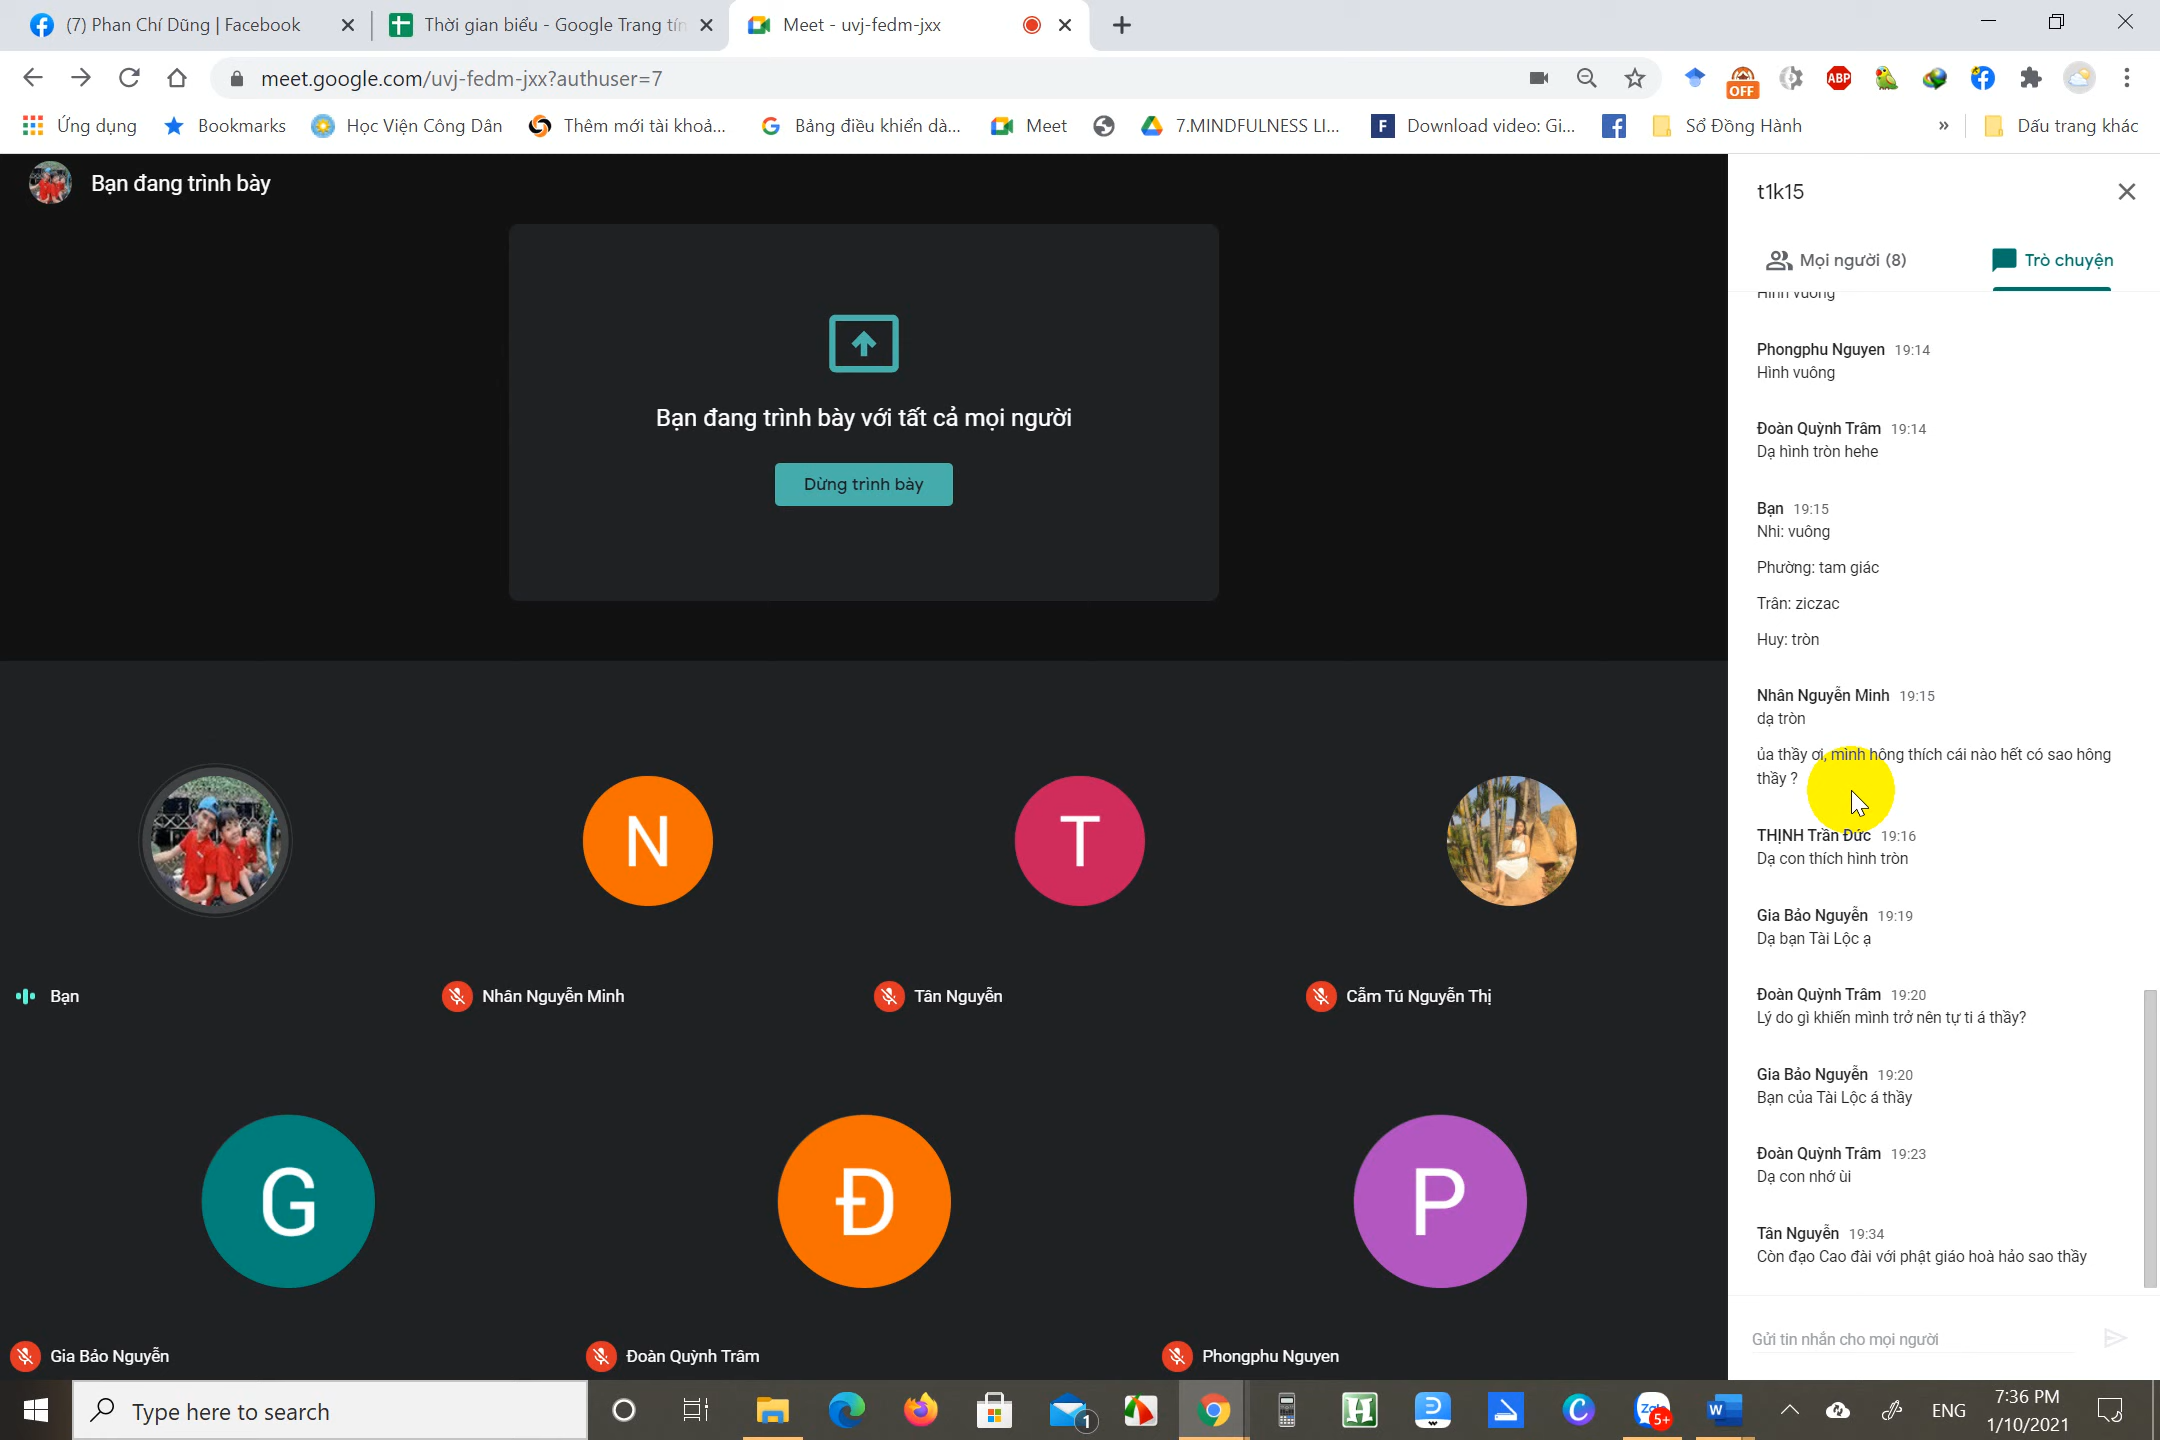 (7) Phan Chí Dũng | Facebook
Thời gian biểu - Google Trang tín
Meet - uvj-fedm-jxx
meet.google.com/uvj-fedm-jxx?authuser=7
OFF
ABP
Ứng dụng
Bookmarks
Học Viện Công Dân
Thêm mới tài khoả...
Bảng điều khiển dà...
Meet
7.MINDFULNESS LI...
F
Download video: Gi...
Sổ Đồng Hành
»
Dấu trang khác
Bạn đang trình bày
Bạn đang trình bày với tất cả mọi người
Dừng trình bày
Bạn
N
Nhân Nguyễn Minh
T
Tân Nguyễn
Cẩm Tú Nguyễn Thị
G
Gia Bảo Nguyễn
Đ
Đoàn Quỳnh Trâm
P
Phongphu Nguyen
t1k15
Mọi người (8)
Trò chuyện
Hình vuông
Phongphu Nguyen 19:14
Hình vuông
Đoàn Quỳnh Trâm 19:14
Dạ hình tròn hehe
Bạn 19:15
Nhi: vuông
Phường: tam giác
Trân: ziczac
Huy: tròn
Nhân Nguyễn Minh 19:15
dạ tròn
ủa thầy ơi, mình hông thích cái nào hết có sao hông
thầy ?
THỊNH Trần Đức 19:16
Dạ con thích hình tròn
Gia Bảo Nguyễn 19:19
Dạ bạn Tài Lộc ạ
Đoàn Quỳnh Trâm 19:20
Lý do gì khiến mình trở nên tự ti á thầy?
Gia Bảo Nguyễn 19:20
Bạn của Tài Lộc á thầy
Đoàn Quỳnh Trâm 19:23
Dạ con nhớ ùi
Tân Nguyễn 19:34
Còn đạo Cao đài với phật giáo hoà hảo sao thầy
Gửi tin nhắn cho mọi người
Type here to search
1
Zalo
5+
W
ENG
7:36 PM
1/10/2021